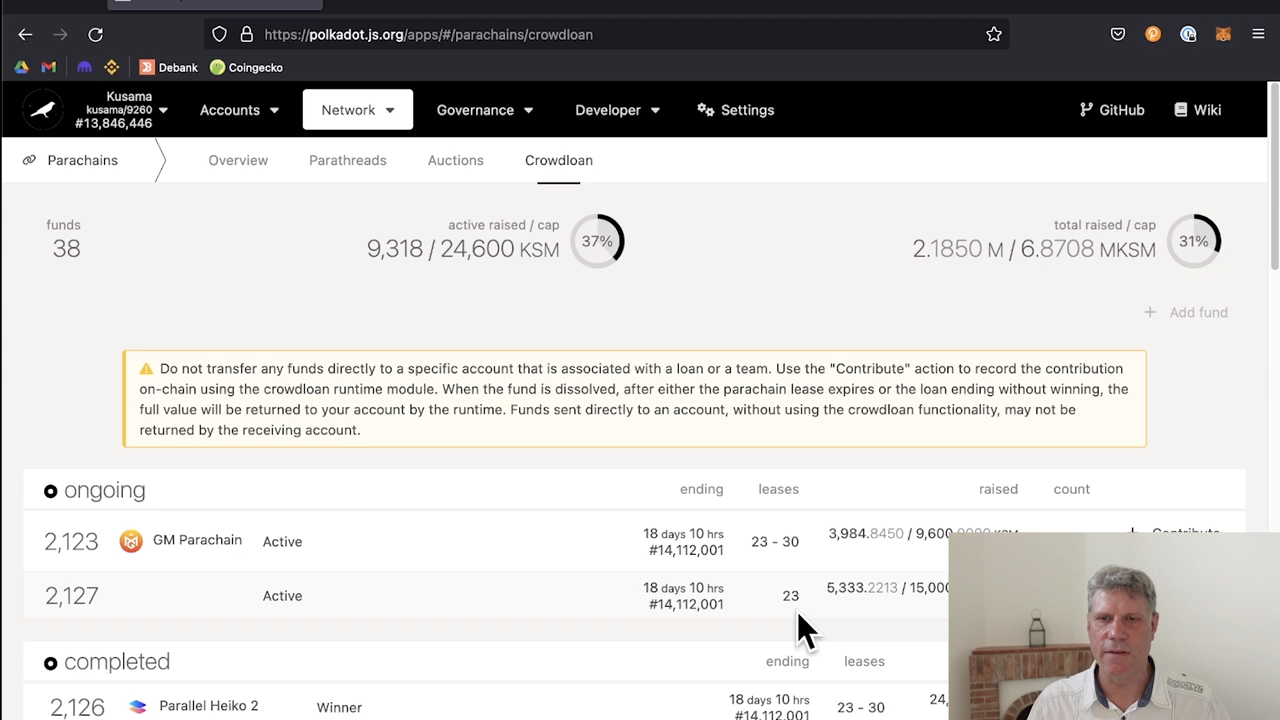 https://polkadot.js.org/apps/#/parachains/crowdloan
Debank
Coingecko
Kusama
kusama/9260
#13,846,446
Accounts
Network
Governance
Developer
Settings
GitHub
Wiki
Parachains
Overview
Parathreads
Auctions
Crowdloan
funds
38
active raised / cap
9,318 / 24,600 KSM
37%
total raised / cap
2.1850 M / 6.8708 MKSM
31%
+ Add fund
Do not transfer any funds directly to a specific account that is associated with a loan or a team. Use the "Contribute" action to record the contribution
on-chain using the crowdloan runtime module. When the fund is dissolved, after either the parachain lease expires or the loan ending without winning, the
full value will be returned to your account by the runtime. Funds sent directly to an account, without using the crowdloan functionality, may not be
returned by the receiving account.
ongoing
ending
leases
raised
count
2,123
GM Parachain
Active
18 days 10 hrs
#14,112,001
23 - 30
3,984.8450 / 9,600
2,127
Active
18 days 10 hrs
#14,112,001
23
5,333.2213 / 15,000
completed
ending
leases
2,126
Parallel Heiko 2
Winner
18 days 10 hrs
#14,112,001
23 - 30
24,